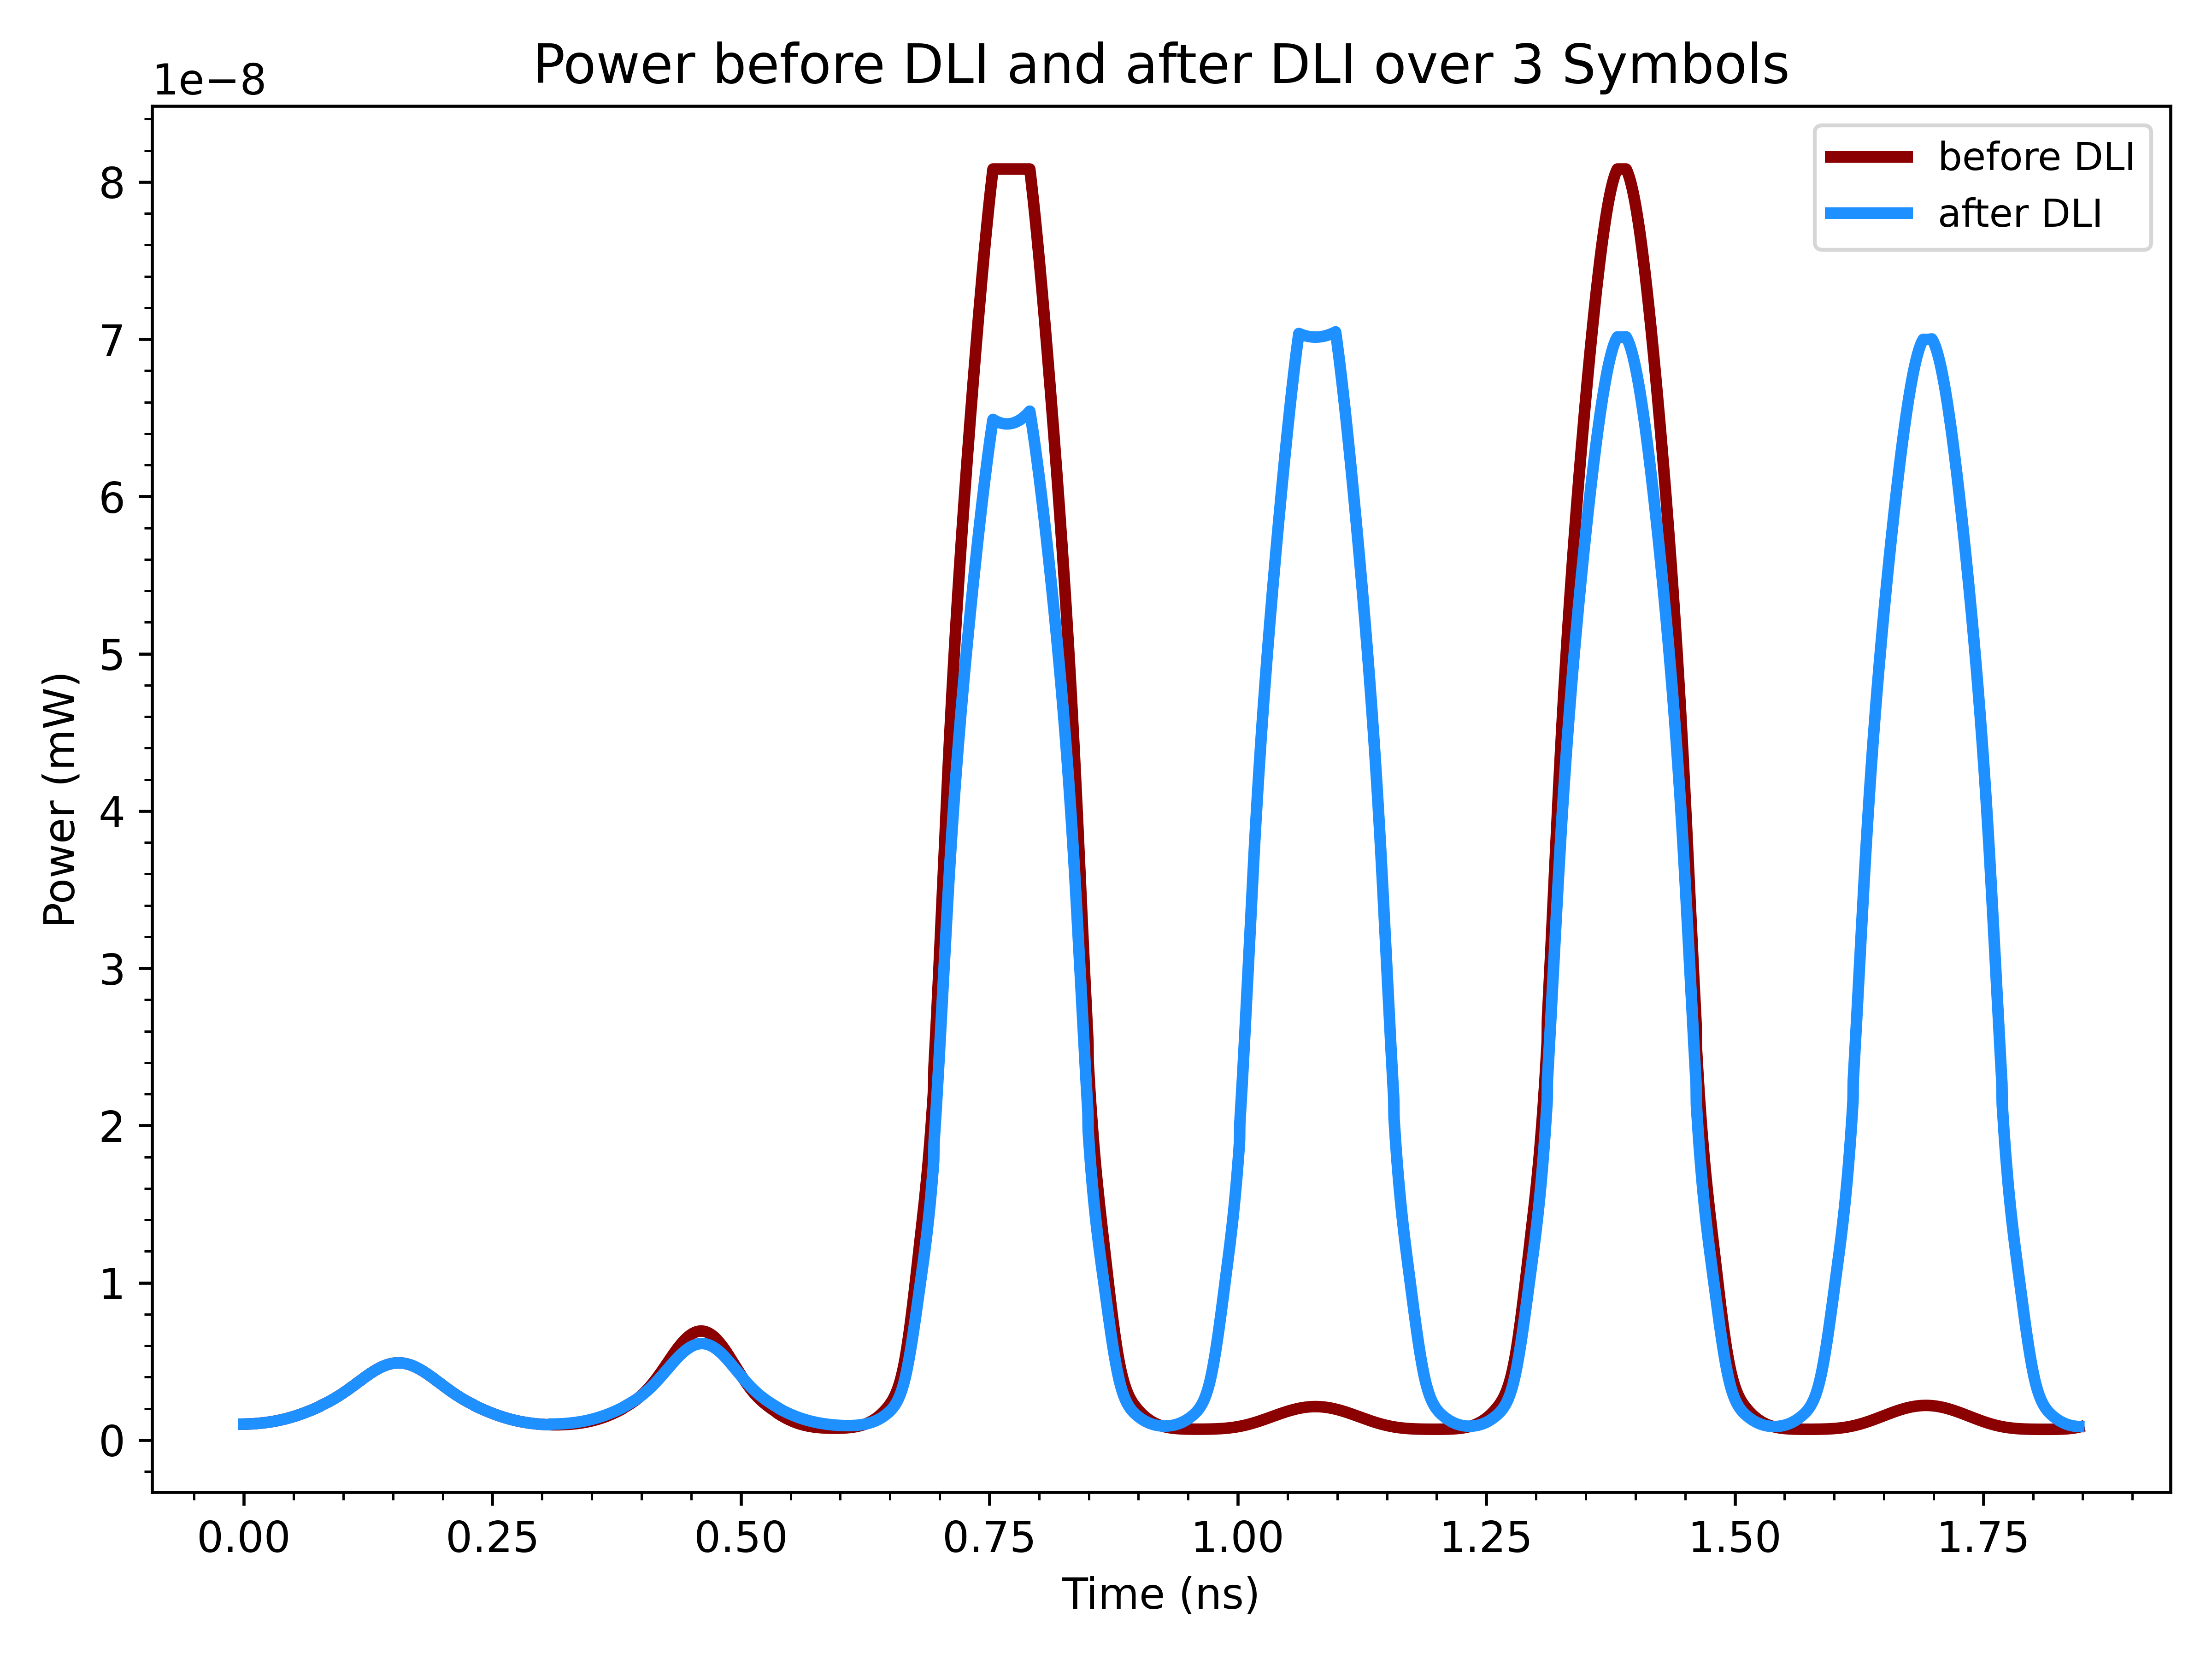 Power before DLI and after DLI over 3 Symbols
1e−8
before DLI
after DLI
8
7
6
5
4
3
2
1
0
Power (mW)
0.00 0.25 0.50 0.75 1.00 1.25 1.50 1.75
Time (ns)